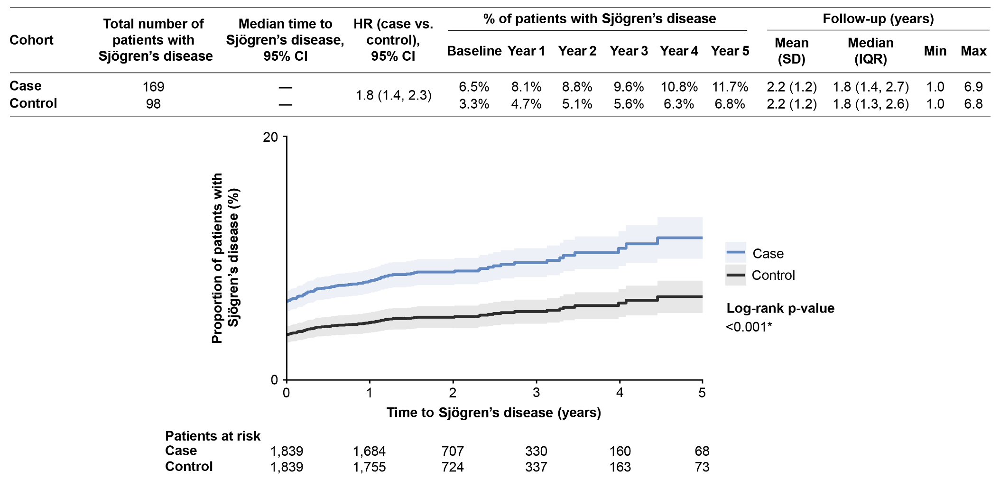 Cohort
Total number of
patients with
Sjögren’s disease
Median time to
Sjögren’s disease,
95% CI
HR (case vs.
control),
95% CI
% of patients with Sjögren’s disease
Baseline Year 1 Year 2 Year 3 Year 4 Year 5
Follow-up (years)
Mean
(SD)
Median
(IQR)
Min Max
Case 169 — 6.5% 8.1% 8.8% 9.6% 10.8% 11.7% 2.2 (1.2) 1.8 (1.4, 2.7) 1.0 6.9
1.8 (1.4, 2.3)
Control 98 — 3.3% 4.7% 5.1% 5.6% 6.3% 6.8% 2.2 (1.2) 1.8 (1.3, 2.6) 1.0 6.8
20
0
Proportion of patients with
Sjögren’s disease (%)
0 1 2 3 4 5
Time to Sjögren’s disease (years)
Case
Control
Log-rank p-value
<0.001*
Patients at risk
Case 1,839 1,684 707 330 160 68
Control 1,839 1,755 724 337 163 73